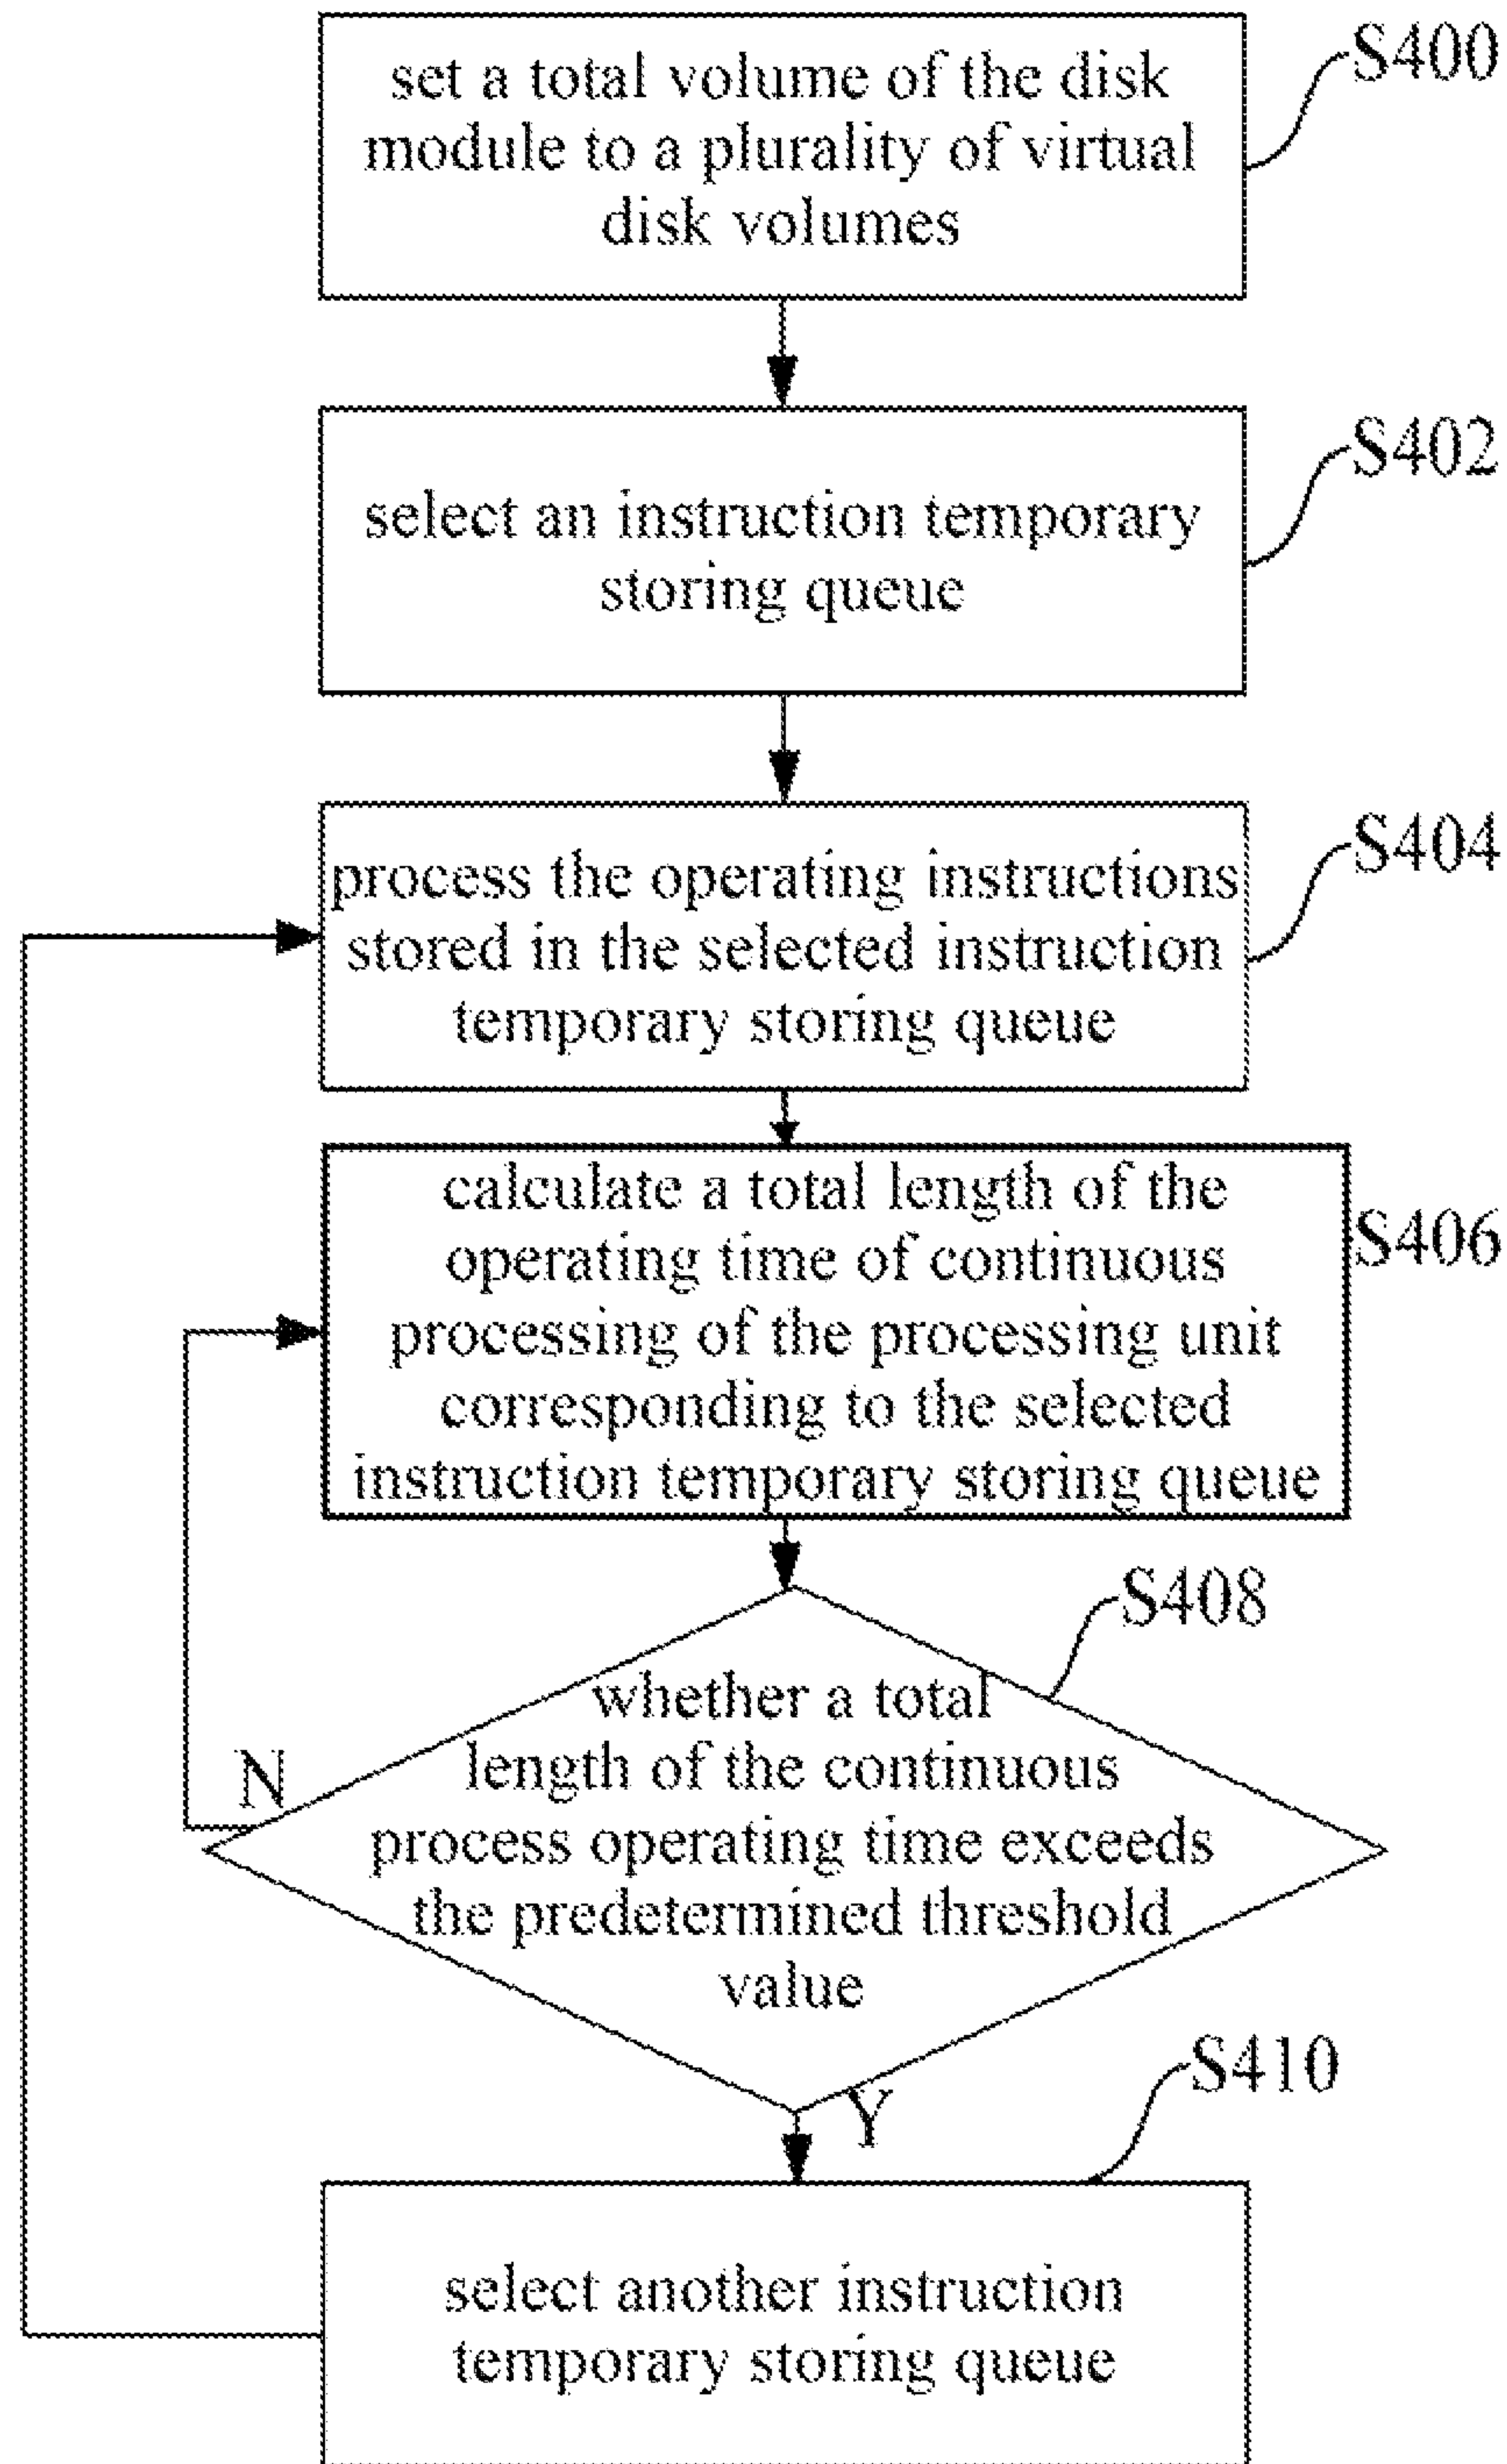 set a total volume of the disk
module to a plurality of virtual
disk volumes
S400
select an instruction temporary
storing queue
S402
process the operating instructions
stored in the selected instruction
temporary storing queue
S404
calculate a total length of the
operating time of continuous
processing of the processing unit
corresponding to the selected
instruction temporary storing queue
S406
S408
whether a total
length of the continuous
process operating time exceeds
the predetermined threshold
value
N
Y
S410
select another instruction
temporary storing queue